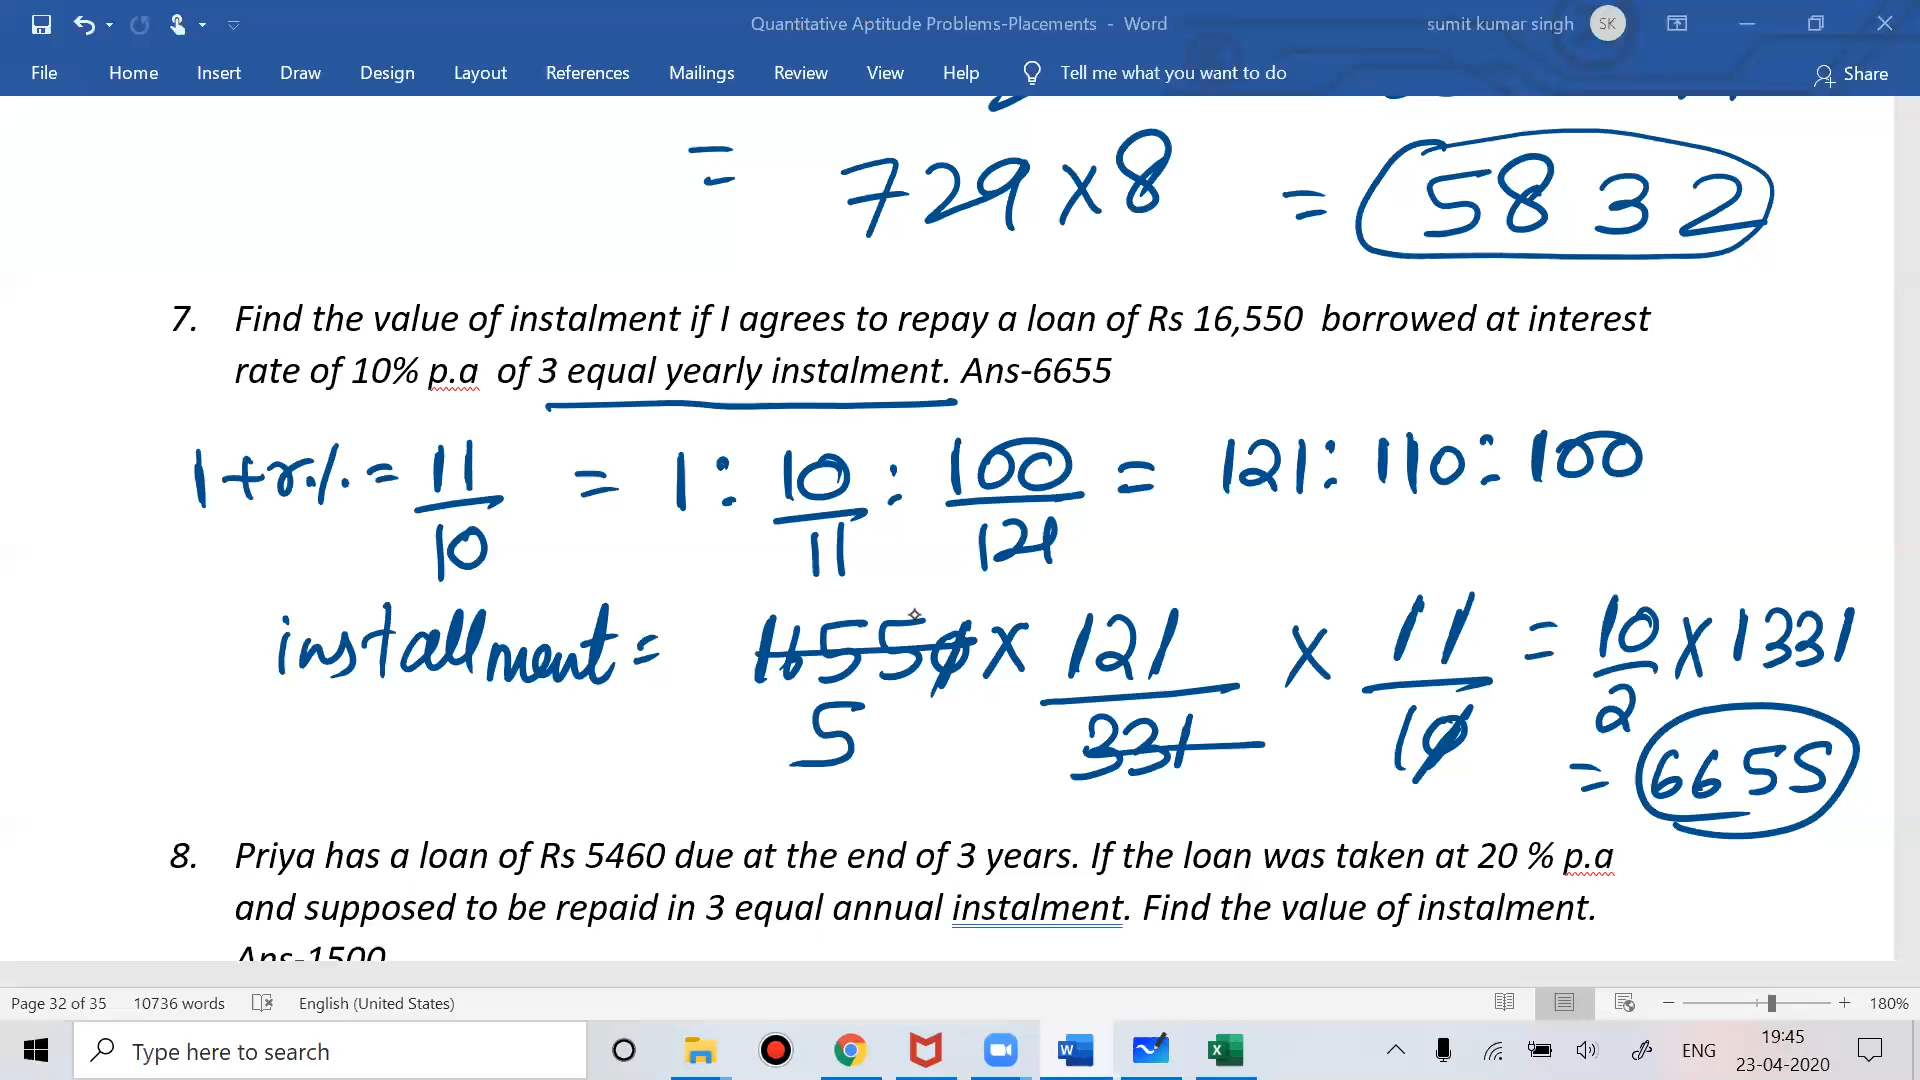 Quantitative Aptitude Problems-Placements - Word
sumit kumar singh SK
File Home Insert Draw Design Layout References Mailings Review View Help Tell me what you want to do Share
= 729 × 8 = 5832
7. Find the value of instalment if I agrees to repay a loan of Rs 16,550 borrowed at interest
rate of 10% p.a of 3 equal yearly instalment. Ans-6655
1 + r% = 11/10 = 1 : 10/11 : 100/121 = 121 : 110 : 100
installment = 16550 × 121/331 × 11/10 = 10/2 × 1331
5
= 6655
8. Priya has a loan of Rs 5460 due at the end of 3 years. If the loan was taken at 20 % p.a
and supposed to be repaid in 3 equal annual instalment. Find the value of instalment.
Ans-1500
Page 32 of 35 10736 words English (United States) 180%
Type here to search
ENG
19:45
23-04-2020